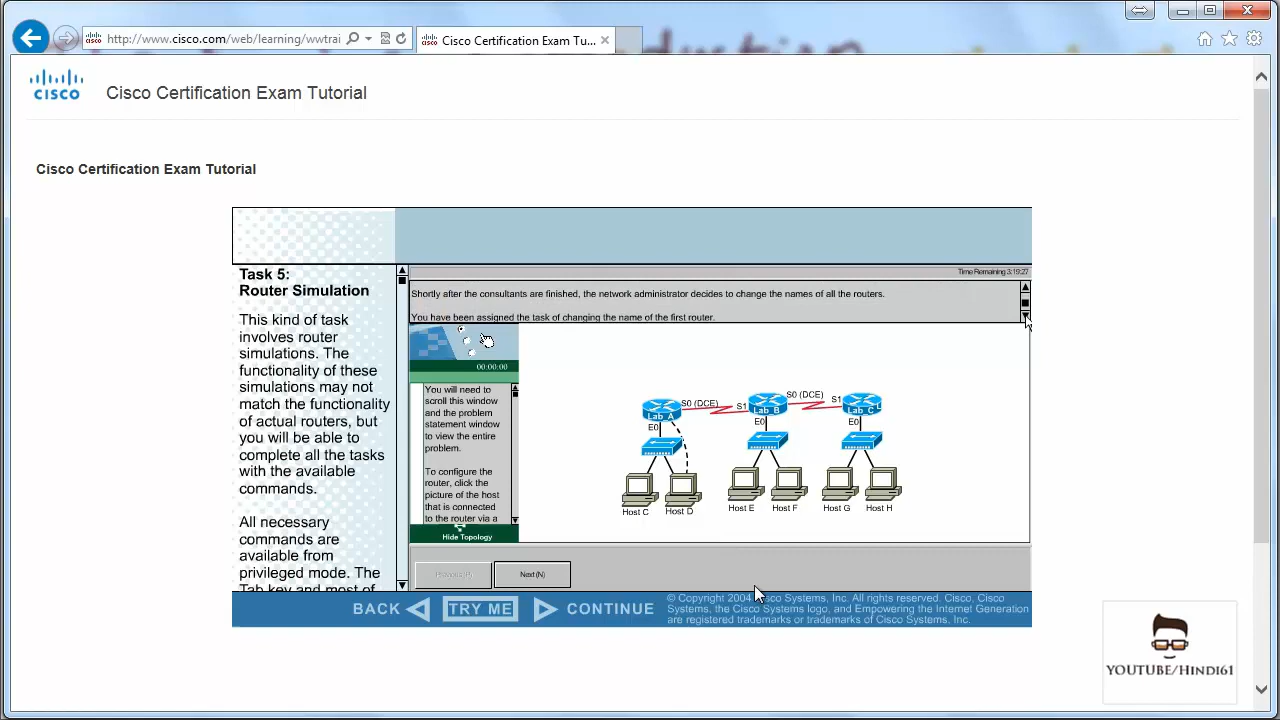 http://www.cisco.com/web/learning/wwtrai
Cisco Certification Exam Tu...
CISCO
Cisco Certification Exam Tutorial
Cisco Certification Exam Tutorial
Task 5:
Router Simulation
This kind of task
involves router
simulations. The
functionality of these
simulations may not
match the functionality
of actual routers, but
you will be able to
complete all the tasks
with the available
commands.
All necessary
commands are
available from
privileged mode. The
Tab key and most of
Time Remaining 3:19:27
Shortly after the consultants are finished, the network administrator decides to change the names of all the routers.
You have been assigned the task of changing the name of the first router.
00:00:00
You will need to
scroll this window
and the problem
statement window
to view the entire
problem.
To configure the
router, click the
picture of the host
that is connected
to the router via a
Hide Topology
S0 (DCE)
S0 (DCE)
Lab A
S1
Lab B
S1
Lab C
E0
E0
E0
Host C
Host D
Host E
Host F
Host G
Host H
Previous (P)
Next (N)
BACK
TRY ME
CONTINUE
© Copyright 2004 Cisco Systems, Inc. All rights reserved. Cisco, Cisco
Systems, the Cisco Systems logo, and Empowering the Internet Generation
are registered trademarks or trademarks of Cisco Systems, Inc.
YOUTUBE/HINDI61